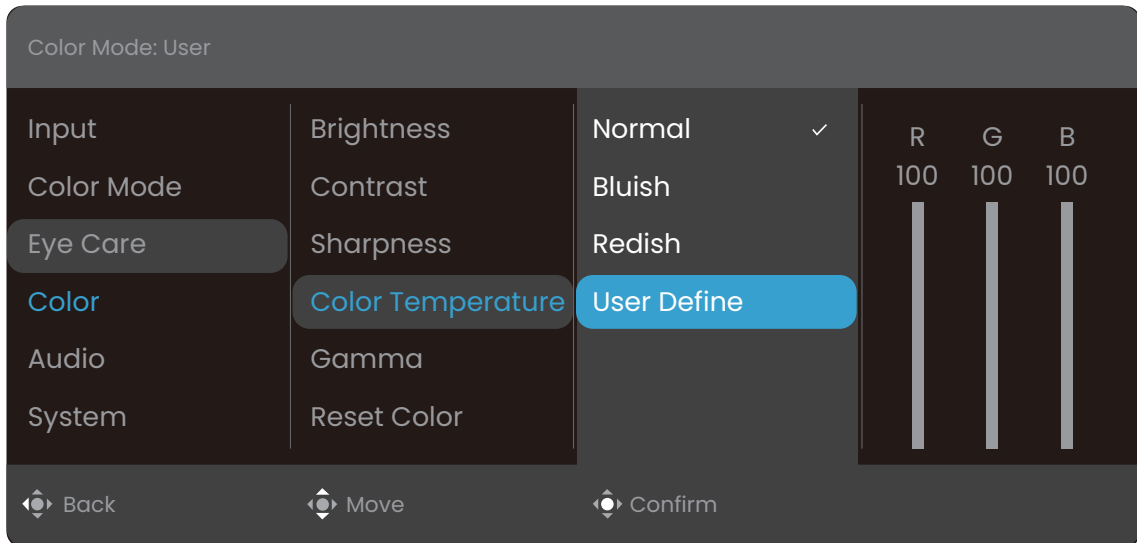 Color Mode: User
Input
Color Mode
Eye Care
Color
Audio
System
Brightness
Contrast
Sharpness
Color Temperature
Gamma
Reset Color
Normal
Bluish
Redish
User Define
R G B
100 100 100
Back Move Confirm